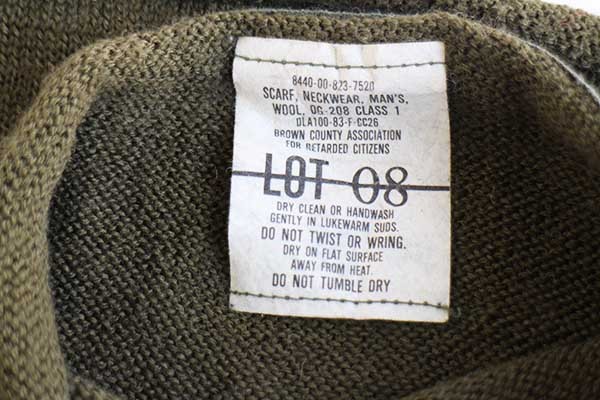 8440-00-823-7520
SCARF, NECKWEAR, MAN'S,
WOOL, OG-208 CLASS 1
DLA100-83-F-CC26
BROWN COUNTY ASSOCIATION
FOR RETARDED CITIZENS
LOT 08
DRY CLEAN OR HANDWASH
GENTLY IN LUKEWARM SUDS.
DO NOT TWIST OR WRING.
DRY ON FLAT SURFACE
AWAY FROM HEAT.
DO NOT TUMBLE DRY